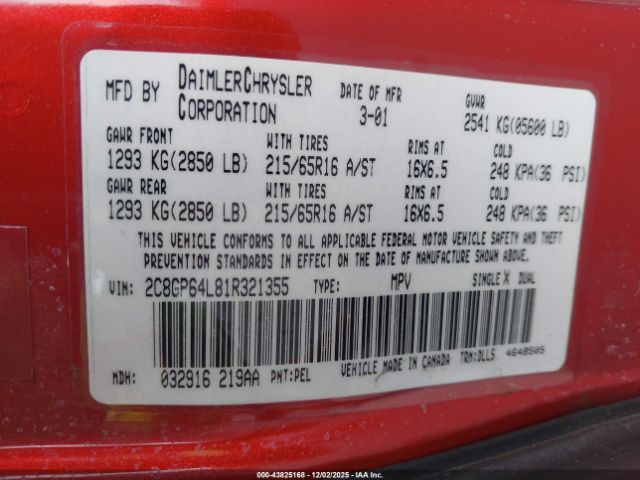 MFD BY DAIMLERCHRYSLER CORPORATION DATE OF MFR 3-01 GVWR 2541 KG(05600 LB)
GAWR FRONT WITH TIRES RIMS AT COLD
1293 KG(2850 LB) 215/65R16 A/ST 16X6.5 248 KPA(36 PSI)
GAWR REAR WITH TIRES RIMS AT COLD
1293 KG(2850 LB) 215/65R16 A/ST 16X6.5 248 KPA(36 PSI)
THIS VEHICLE CONFORMS TO ALL APPLICABLE FEDERAL MOTOR VEHICLE SAFETY AND THEFT
PREVENTION STANDARDS IN EFFECT ON THE DATE OF MANUFACTURE SHOWN ABOVE.
VIN: 2C8GP64L81R321355 TYPE: MPV SINGLE X DUAL
MDH: 032916 219AA PNT:PEL VEHICLE MADE IN CANADA TRM:DLLS 4640505
000-43825168 12/02/2025 - IAA, Inc.